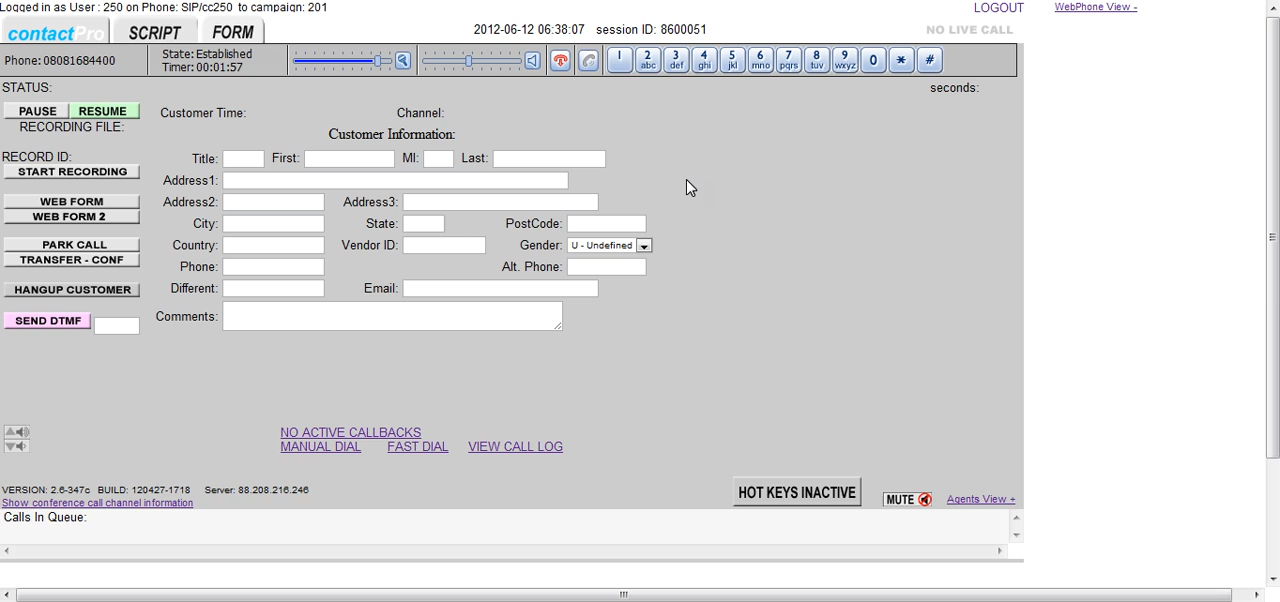 Logged in as User : 250 on Phone: SIP/cc250 to campaign: 201 LOGOUT WebPhone View -
contactPro SCRIPT FORM 2012-06-12 06:38:07 session ID: 8600051 NO LIVE CALL
Phone:08081684400 State: Established
Timer: 00:01:57
1 2 abc 3 def 4 ghi 5 jkl 6 mno 7 pqrs 8 tuv 9 wxyz 0 * #
STATUS: seconds:
PAUSE RESUME Customer Time: Channel:
RECORDING FILE:
Customer Information:
RECORD ID: Title: First: MI: Last:
START RECORDING
Address1:
WEB FORM Address2: Address3:
WEB FORM 2
City: State: PostCode:
PARK CALL Country: Vendor ID: Gender: U - Undefined
TRANSFER - CONF
Phone: Alt. Phone:
HANGUP CUSTOMER Different: Email:
SEND DTMF Comments:
NO ACTIVE CALLBACKS
MANUAL DIAL FAST DIAL VIEW CALL LOG
VERSION: 2.6-347c BUILD: 120427-1718 Server: 88.208.216.246
HOT KEYS INACTIVE MUTE Agents View +
Show conference call channel information
Calls In Queue: